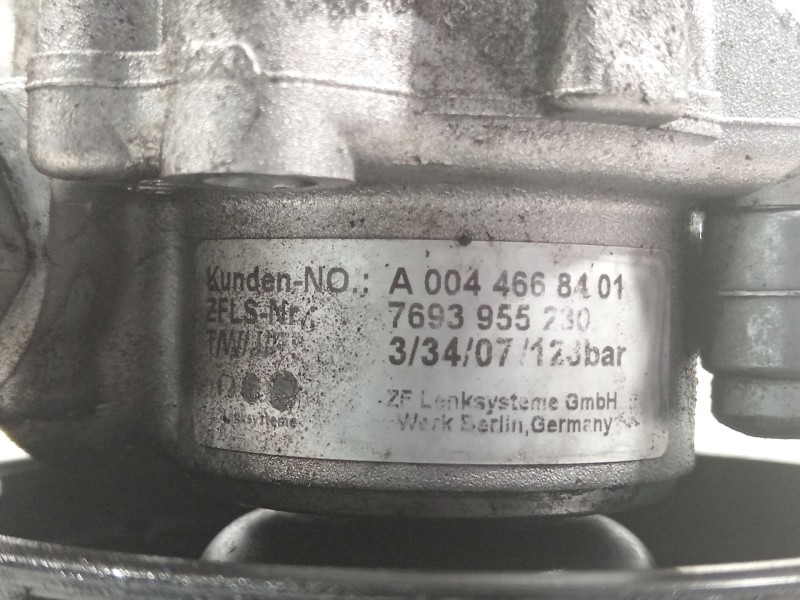 Kunden-NO.: A 004 466 84 01
ZFLS-Nr.: 7693 955 230
3/34/07/123bar
ZF Lenksysteme GmbH
Werk Berlin, Germany
Lenksysteme